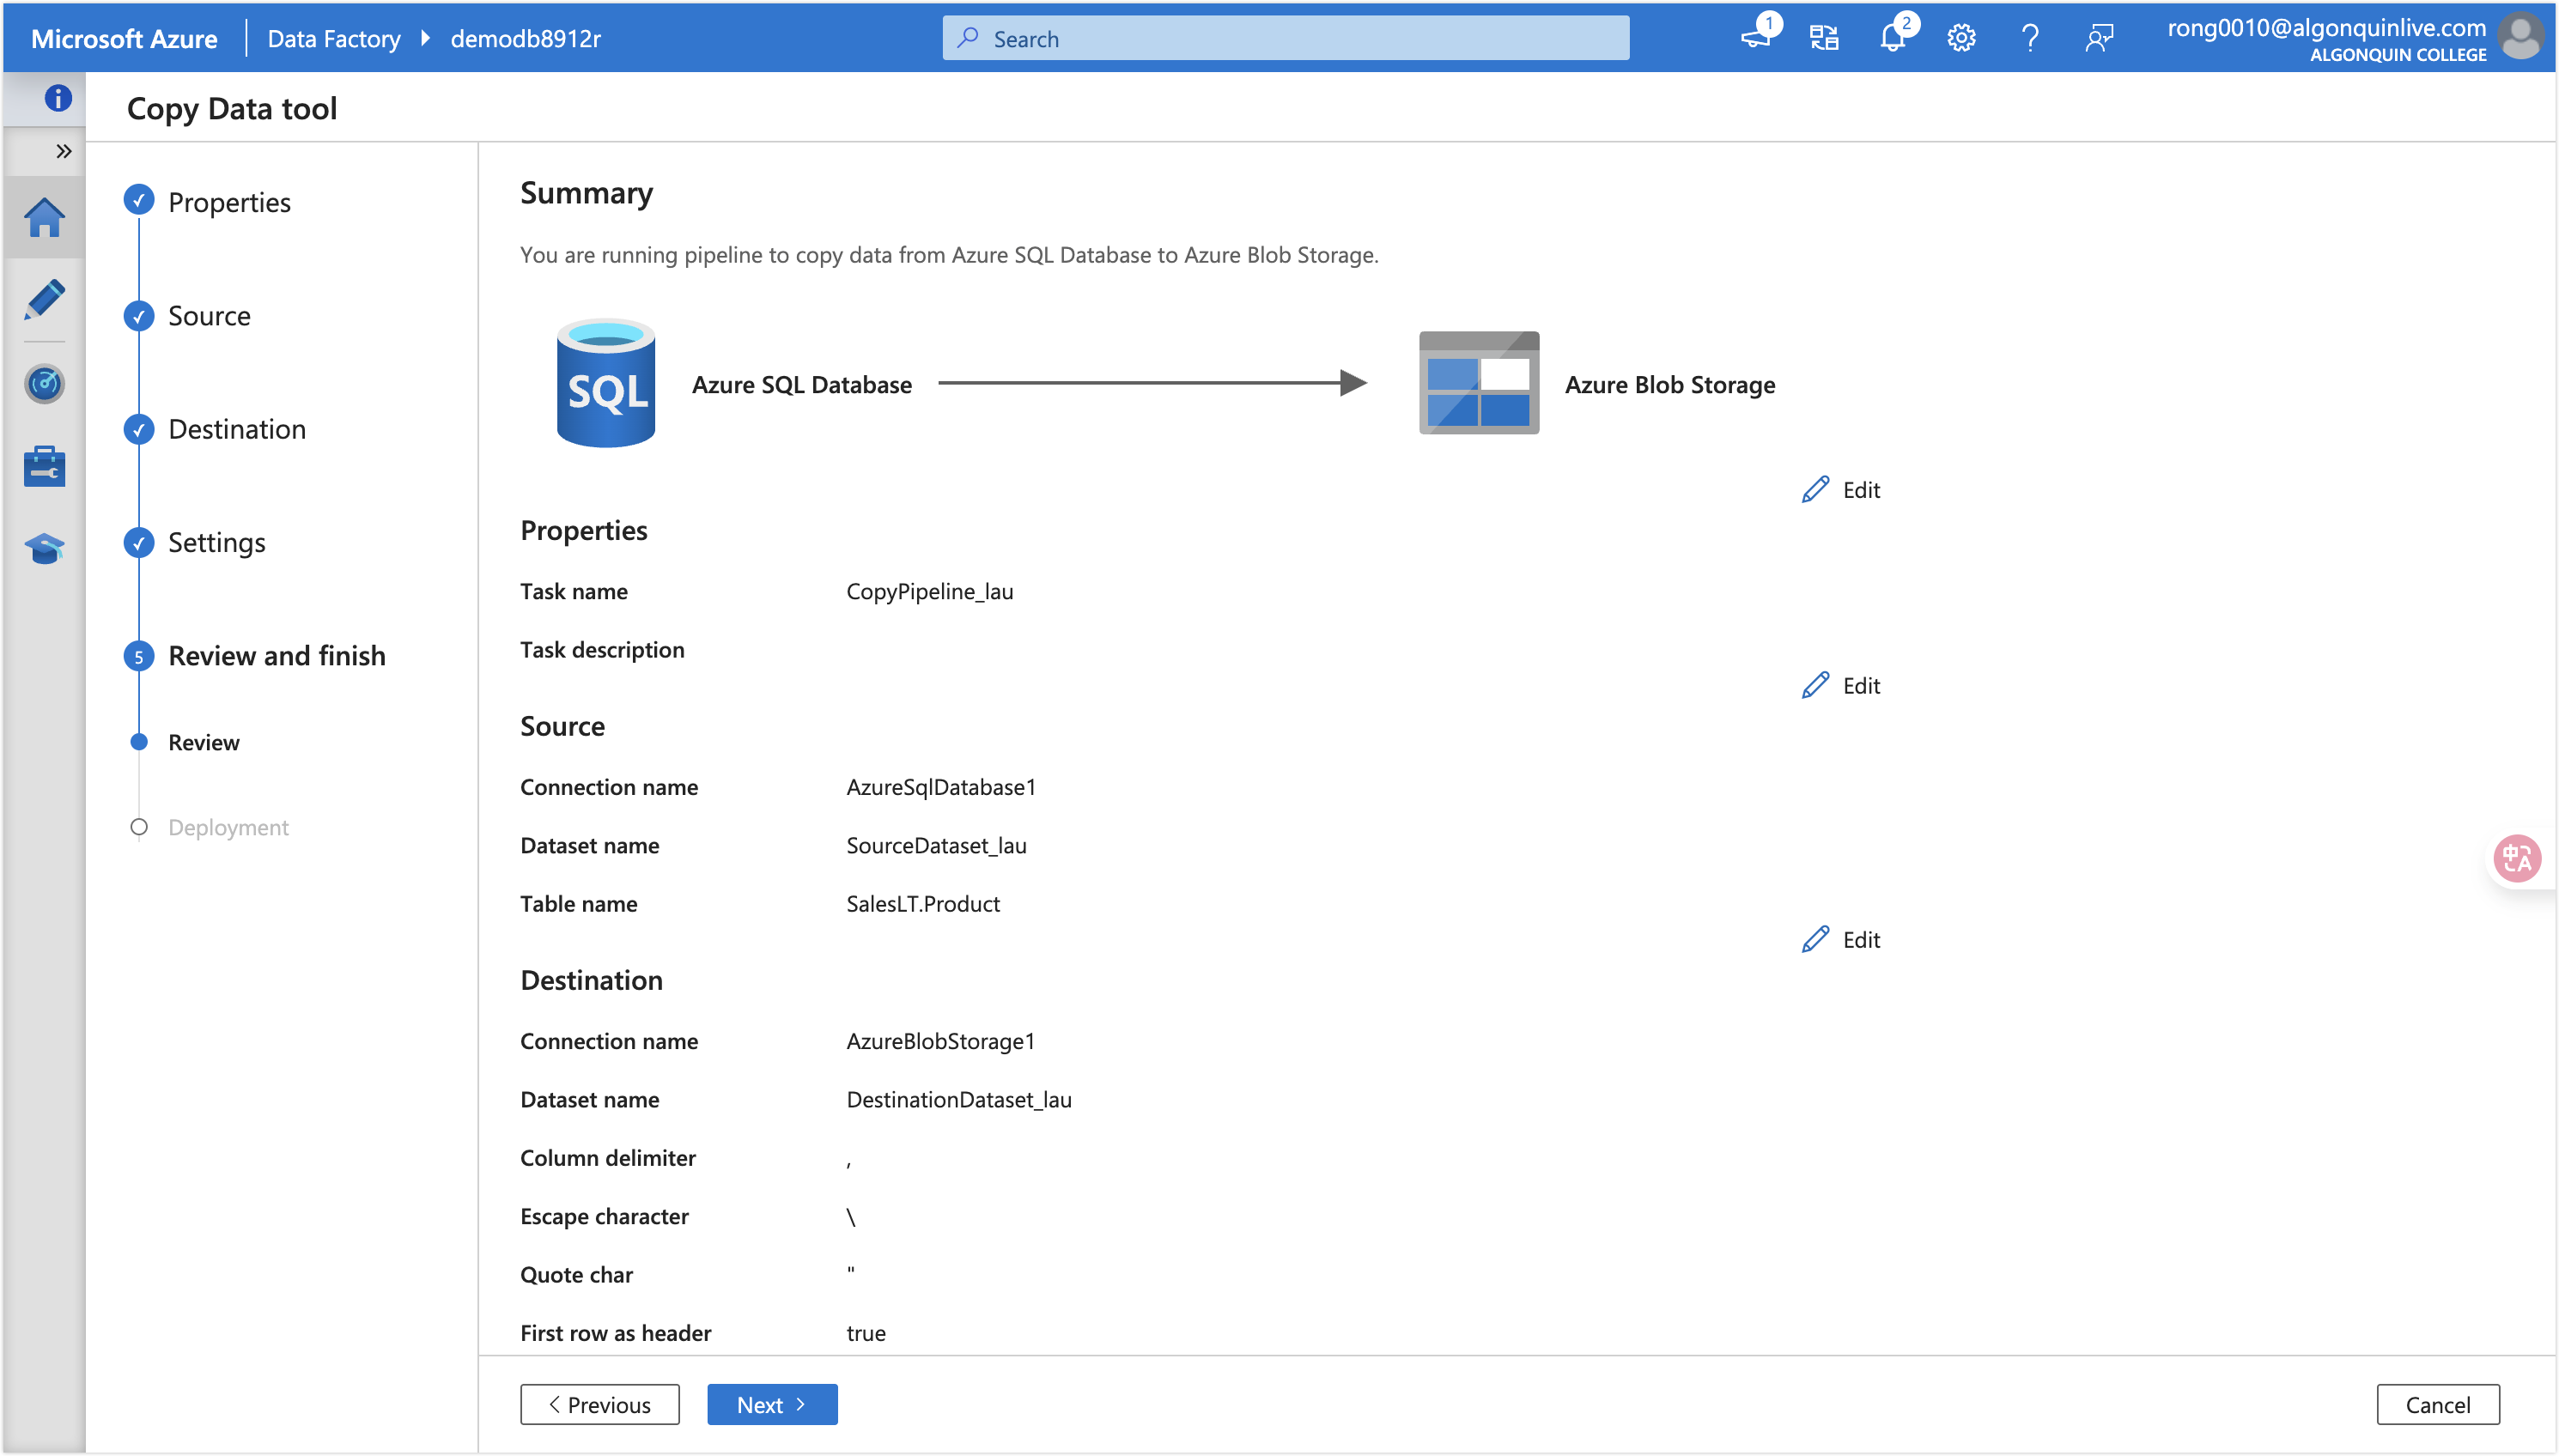 Microsoft Azure Data Factory demodb8912r Search 1 2 rong0010@algonquinlive.com
ALGONQUIN COLLEGE
Copy Data tool
Properties
Source
Destination
Settings
5 Review and finish
Review
Deployment
Summary
You are running pipeline to copy data from Azure SQL Database to Azure Blob Storage.
SQL Azure SQL Database Azure Blob Storage
Edit
Properties
Task name CopyPipeline_lau
Task description
Edit
Source
Connection name AzureSqlDatabase1
Dataset name SourceDataset_lau
Table name SalesLT.Product
Edit
Destination
Connection name AzureBlobStorage1
Dataset name DestinationDataset_lau
Column delimiter ,
Escape character \
Quote char "
First row as header true
中A
< Previous Next > Cancel